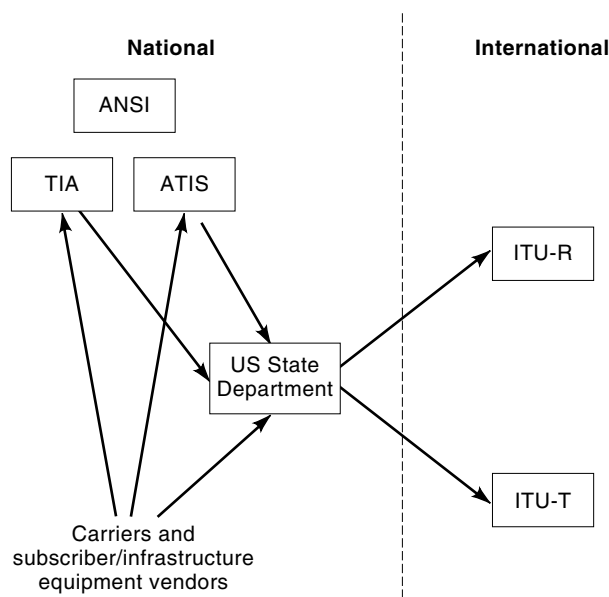 National
International
ANSI
TIA
ATIS
ITU-R
US State
Department
ITU-T
Carriers and
subscriber/infrastructure
equipment vendors